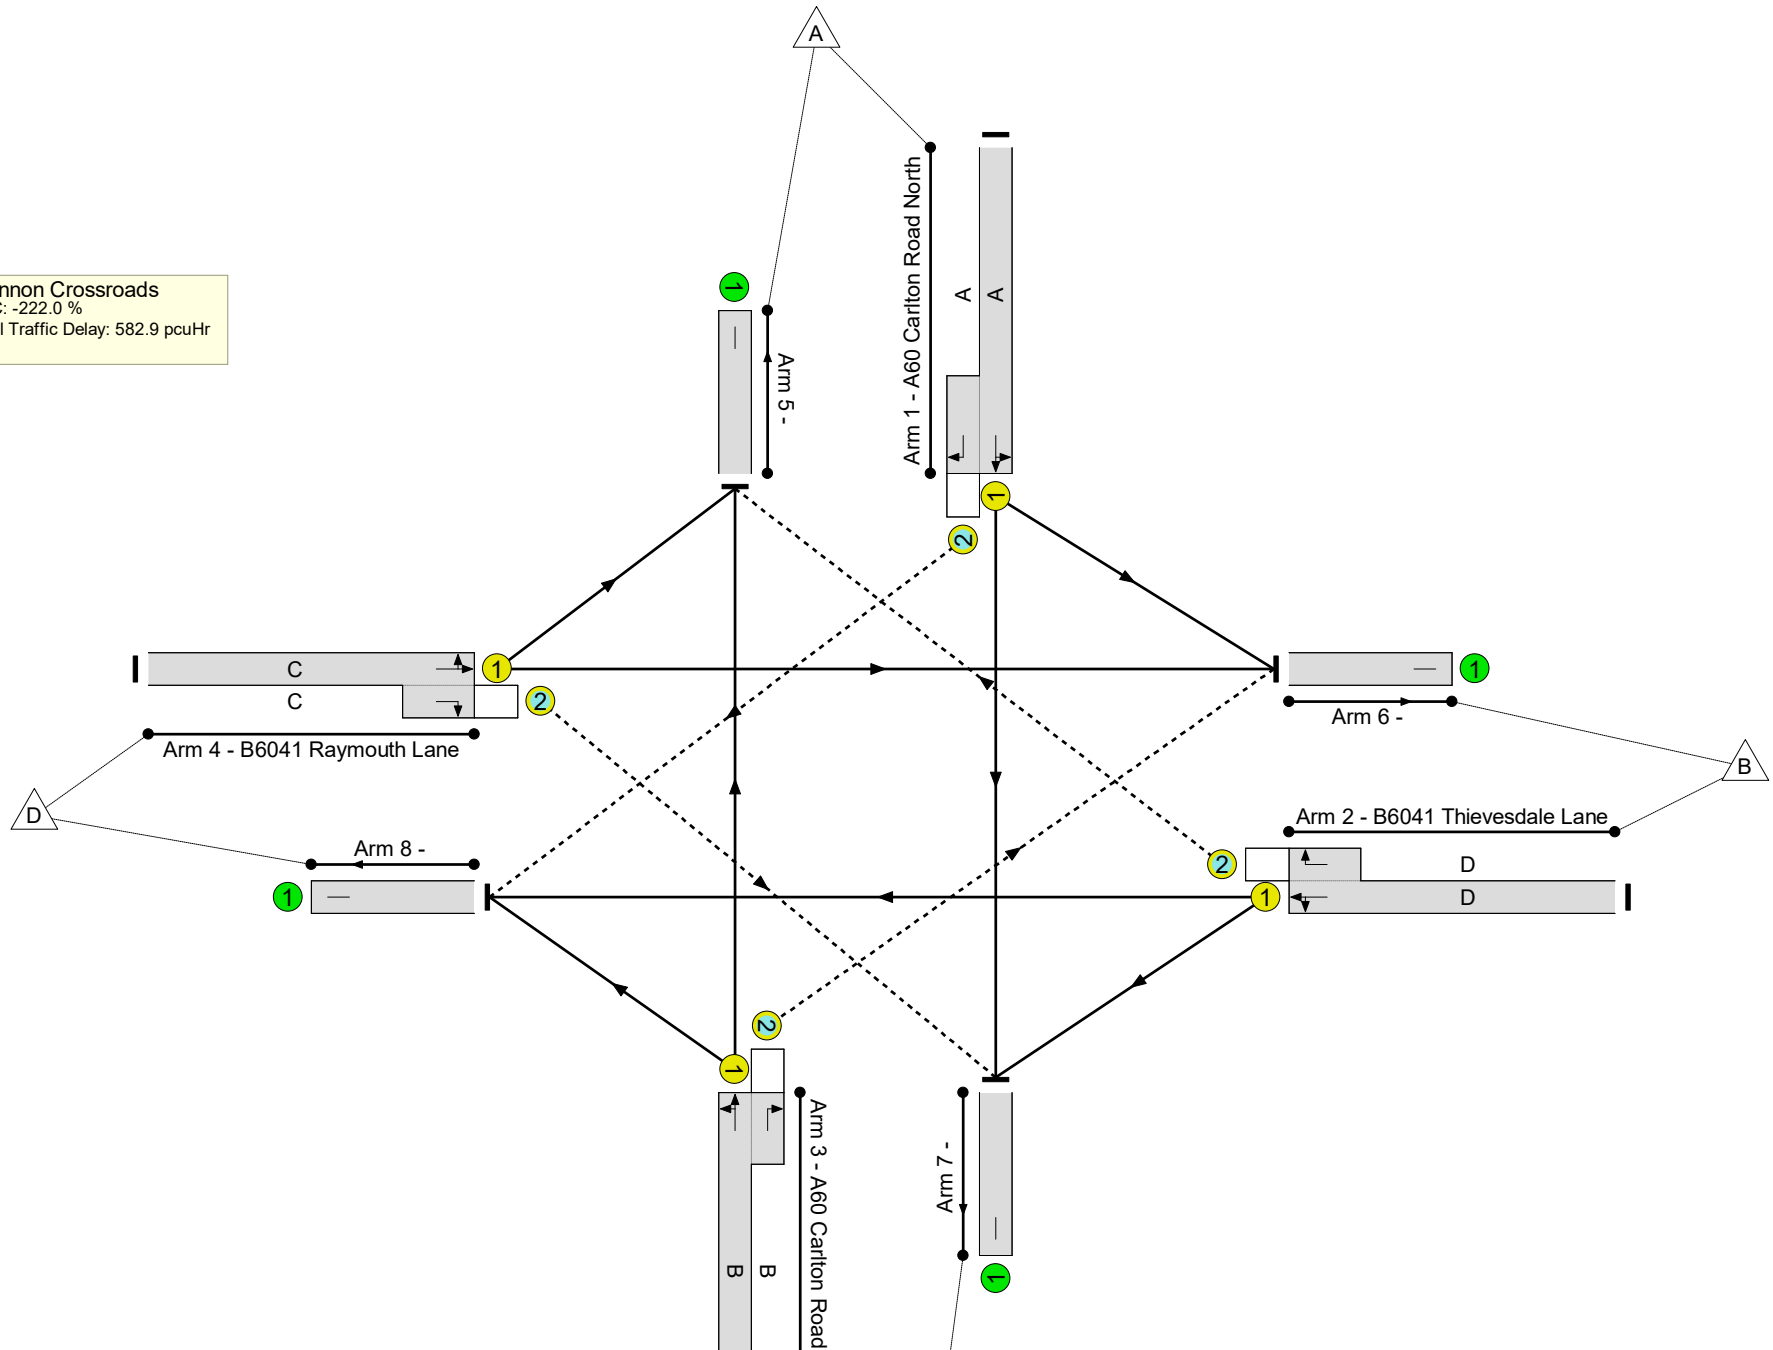 A
Arm 1 - A60 Carlton Road North
A
A
1
nnon Crossroads
C: -222.0 %
l Traffic Delay: 582.9 pcuHr
Arm 5 -
1
2
C
1
1
C
2
Arm 6 -
Arm 4 - B6041 Raymouth Lane
B
D
Arm 2 - B6041 Thievesdale Lane
Arm 8 -
2
D
1
1
D
2
1
Arm 3 - A60 Carlton Road
Arm 7 -
B
B
1